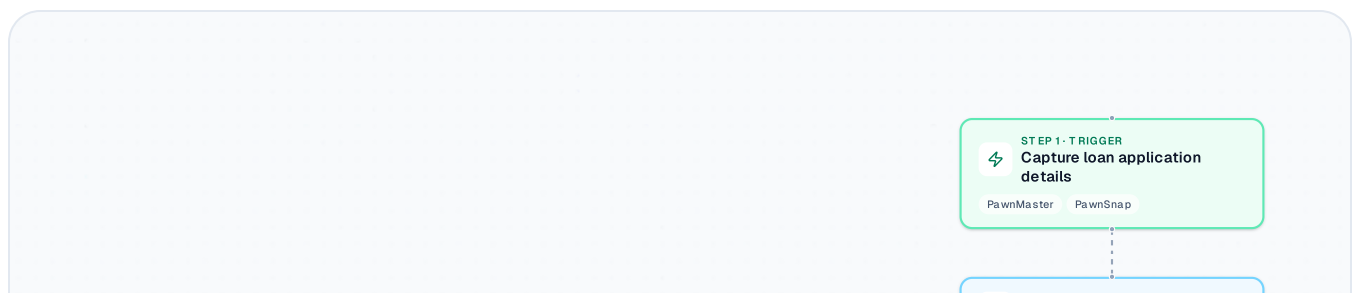 STEP 1 · TRIGGER
Capture loan application
details
PawnMaster PawnSnap